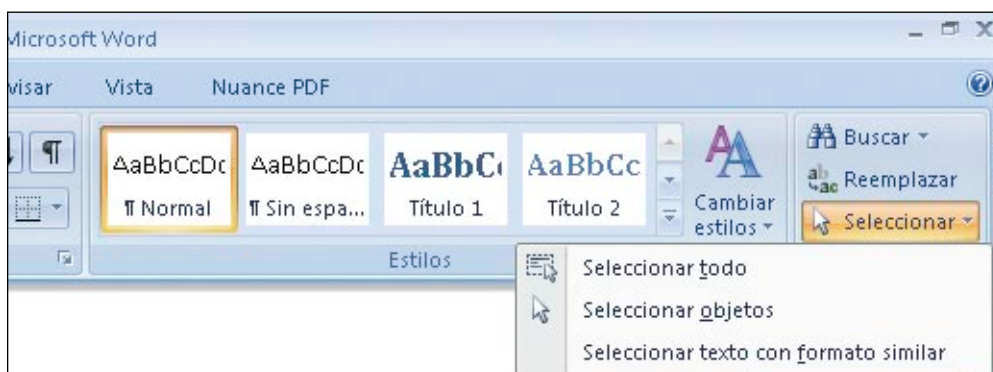 Microsoft Word
visar Vista Nuance PDF
AaBbCcDc AaBbCcDc AaBbC AaBbCc
¶ Normal ¶ Sin espa... Título 1 Título 2
Cambiar
estilos
Estilos
Buscar
Reemplazar
Seleccionar
Seleccionar todo
Seleccionar objetos
Seleccionar texto con formato similar